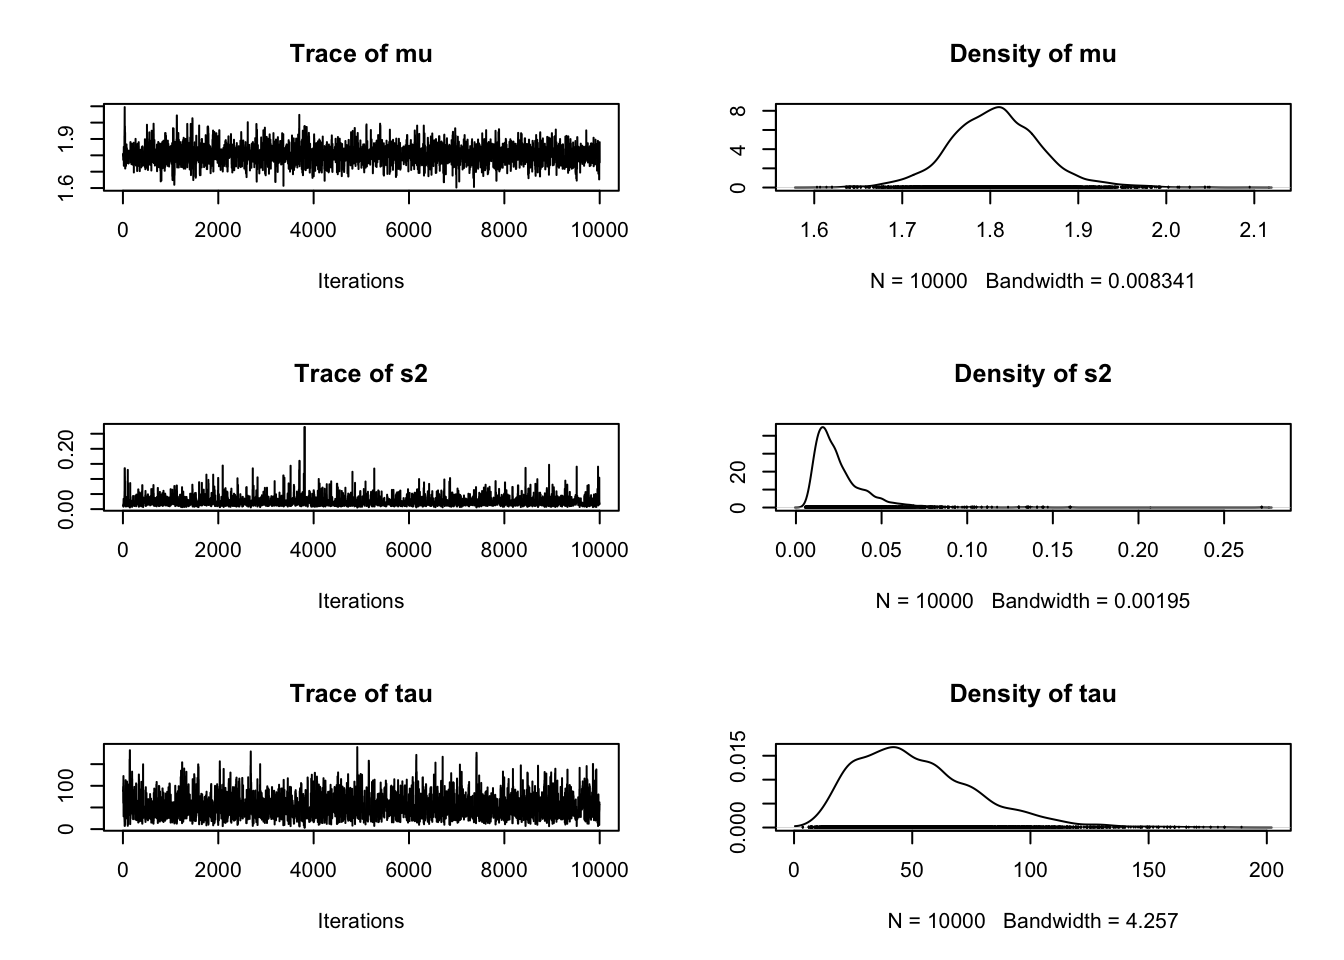 Trace of mu
1.9
1.6
0 2000 4000 6000 8000 10000
Iterations
Density of mu
8
4
0
1.6 1.7 1.8 1.9 2.0 2.1
N = 10000 Bandwidth = 0.008341
Trace of s2
0.20
0.00
0 2000 4000 6000 8000 10000
Iterations
Density of s2
20
0
0.00 0.05 0.10 0.15 0.20 0.25
N = 10000 Bandwidth = 0.00195
Trace of tau
100
0
0 2000 4000 6000 8000 10000
Iterations
Density of tau
0.015
0.000
0 50 100 150 200
N = 10000 Bandwidth = 4.257